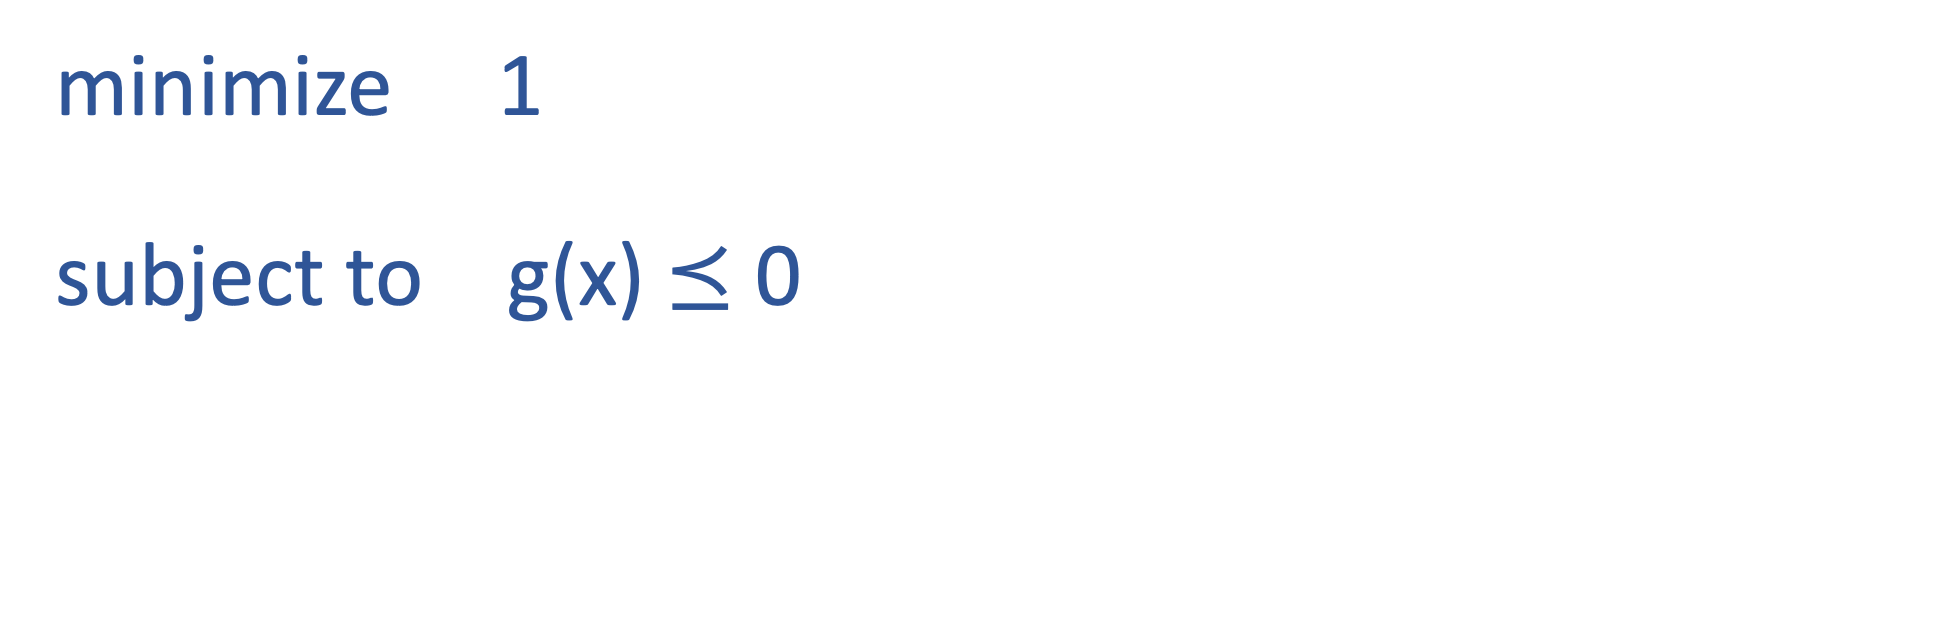 minimize 1
subject to g(x) ⪯ 0